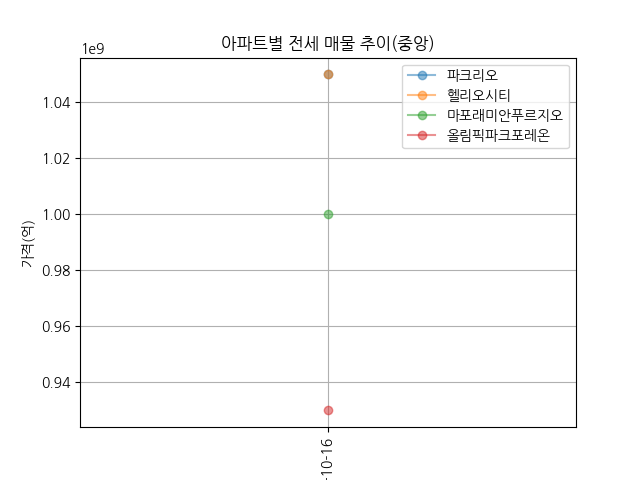 아파트별 전세 매물 추이(중앙)
1e9
파크리오
헬리오시티
마포래미안푸르지오
올림픽파크포레온
1.04
1.02
1.00
0.98
0.96
0.94
가격(억)
-10-16